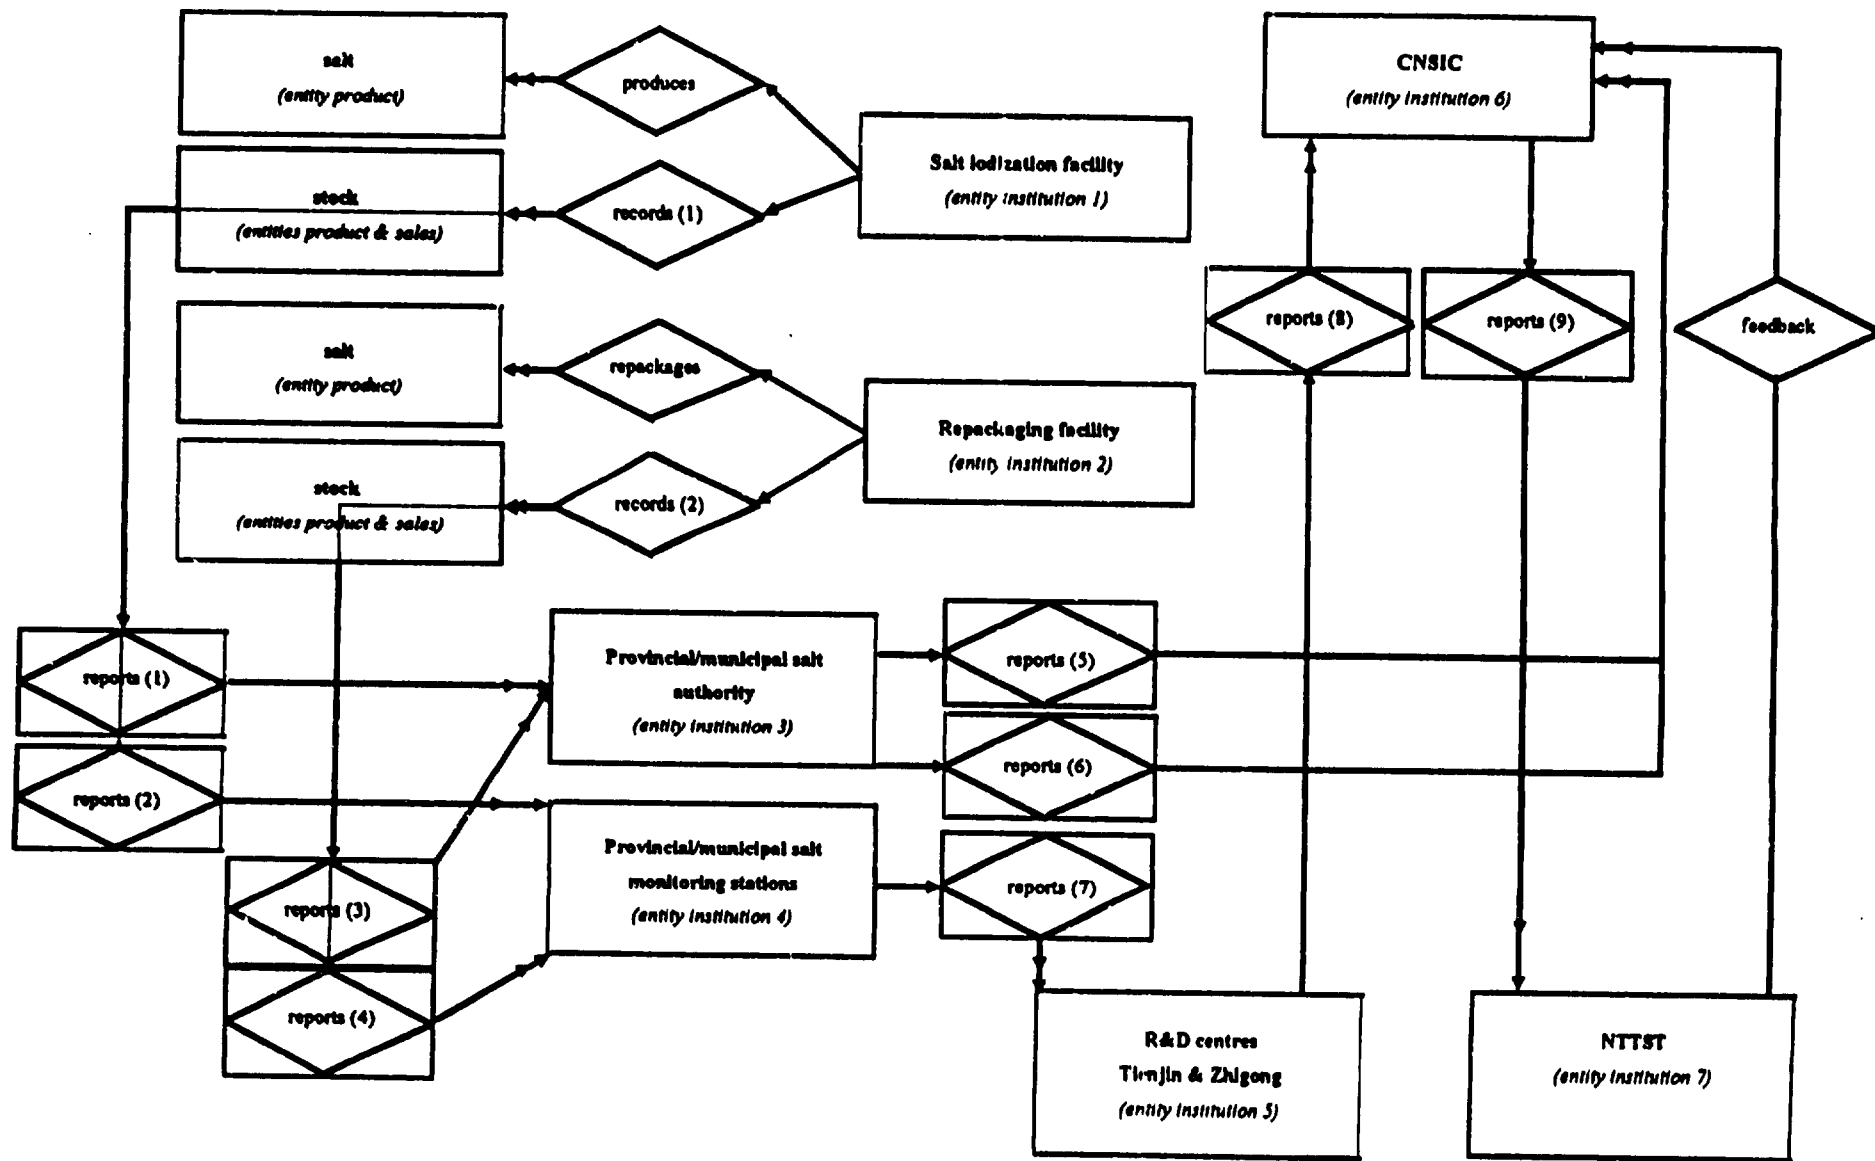 salt
(entity product)
produces
CNSIC
(entity institution 6)
Salt iodization facility
(entity institution 1)
stock
(entities product & sales)
records (1)
reports (8)
reports (9)
feedback
salt
(entity product)
repackages
Repackaging facility
(entity institution 2)
stock
(entities product & sales)
records (2)
reports (1)
Provincial/municipal salt
authority
(entity institution 3)
reports (5)
reports (6)
reports (2)
Provincial/municipal salt
monitoring stations
(entity institution 4)
reports (7)
reports (3)
reports (4)
R&D centres
Tienjin & Zhigong
(entity institution 5)
NTTST
(entity institution 7)